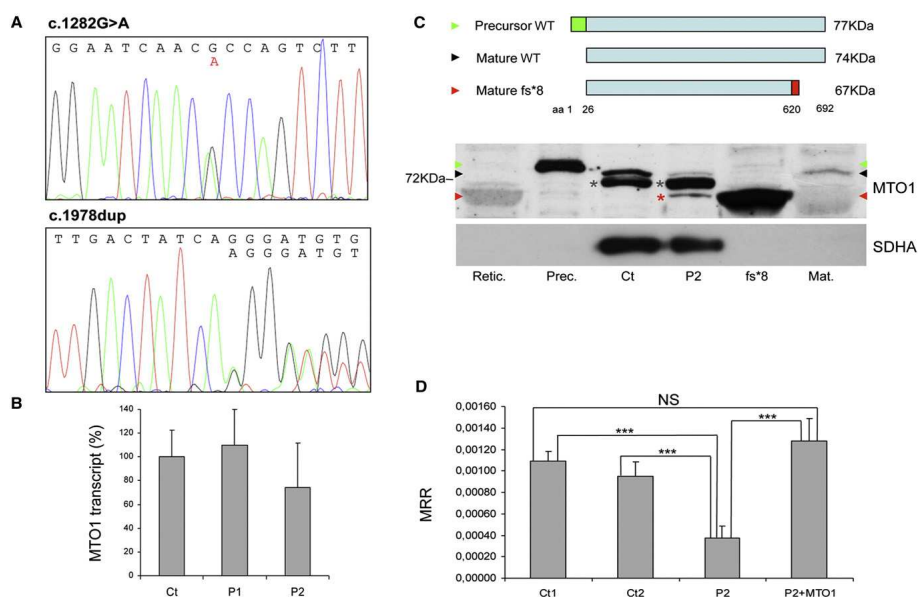 A
c.1282G>A
G G A A T C A A C G C C A G T C T T
A
c.1978dup
T T G A C T A T C A G G G A T G T G
A G G G A T G T
B
MTO1 transcript (%)
140
120
100
80
60
40
20
0
Ct P1 P2
C
Precursor WT 77KDa
Mature WT 74KDa
Mature fs*8 67KDa
aa 1 26 620 692
72KDa–
* * *
MTO1
SDHA
Retic. Prec. Ct P2 fs*8 Mat.
D
MRR
0,00160
0,00140
0,00120
0,00100
0,00080
0,00060
0,00040
0,00020
0,00000
NS
*** ***
***
Ct1 Ct2 P2 P2+MTO1